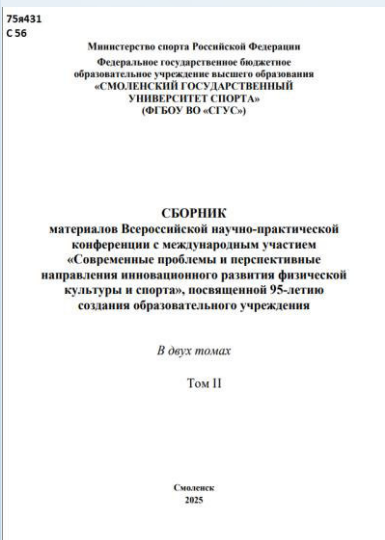 75я431
С 56
Министерство спорта Российской Федерации
Федеральное государственное бюджетное
образовательное учреждение высшего образования
«СМОЛЕНСКИЙ ГОСУДАРСТВЕННЫЙ
УНИВЕРСИТЕТ СПОРТА»
(ФГБОУ ВО «СГУС»)
СБОРНИК
материалов Всероссийской научно-практической
конференции с международным участием
«Современные проблемы и перспективные
направления инновационного развития физической
культуры и спорта», посвященной 95-летию
создания образовательного учреждения
В двух томах
Том II
Смоленск
2025